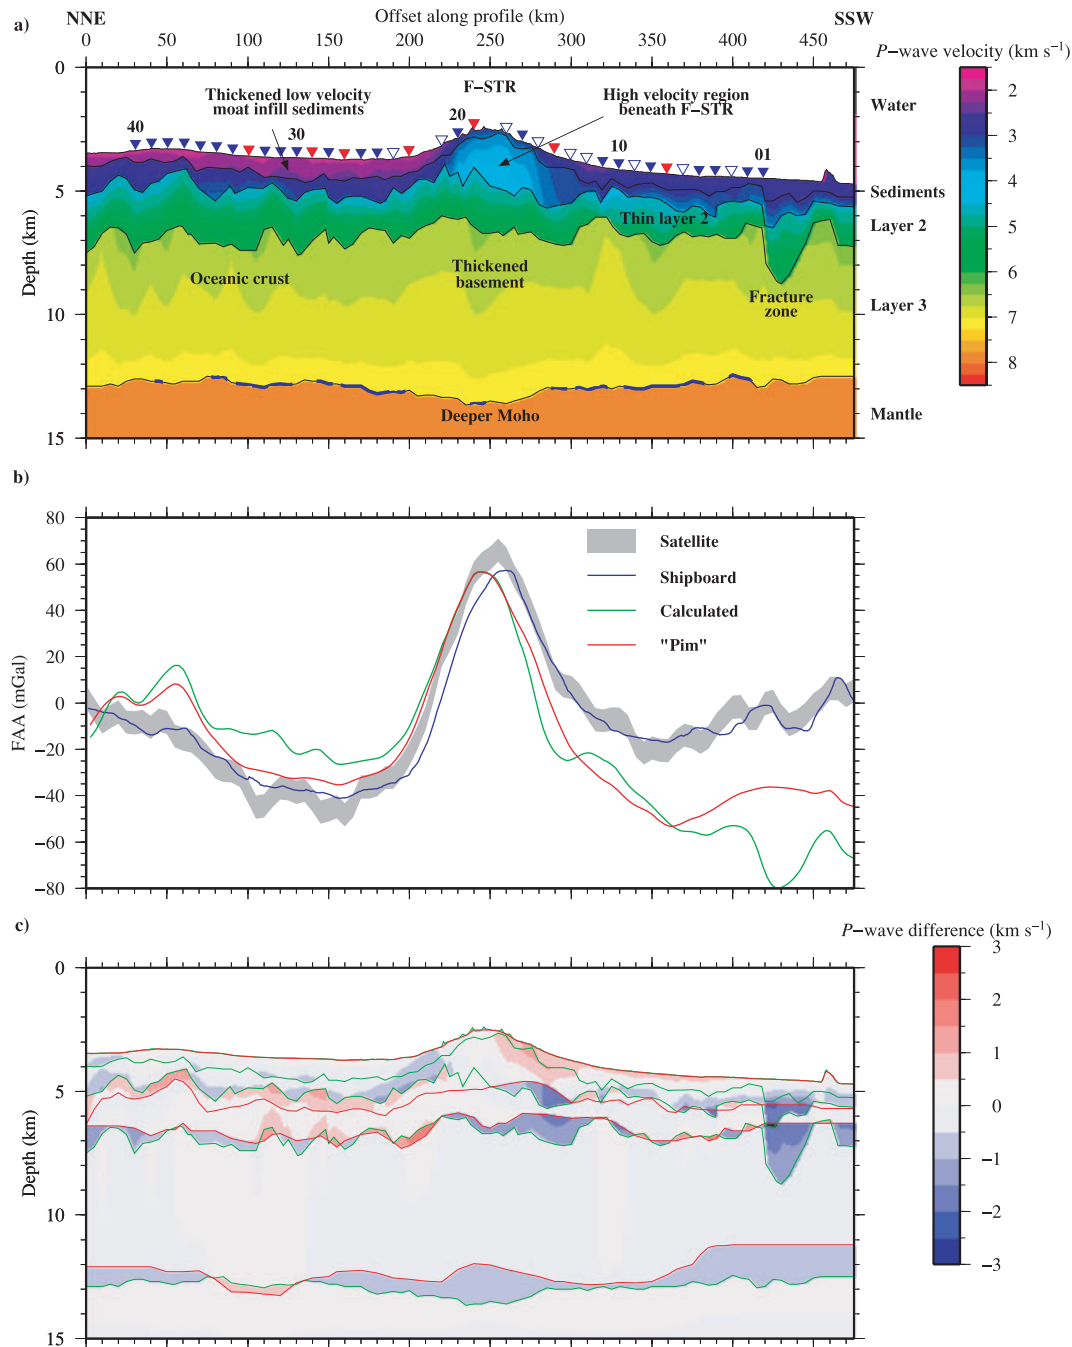 a)
NNE
Offset along profile (km)
SSW
0 50 100 150 200 250 300 350 400 450
P−wave velocity (km s−1)
0
5
10
15
Depth (km)
F−STR
Thickened low velocity
moat infill sediments
High velocity region
beneath F−STR
40
30
20
10
01
Thin layer 2
Oceanic crust
Thickened
basement
Fracture
zone
Deeper Moho
Water
Sediments
Layer 2
Layer 3
Mantle
2
3
4
5
6
7
8
b)
80
60
40
20
0
−20
−40
−60
−80
FAA (mGal)
Satellite
Shipboard
Calculated
"Pim"
c)
P−wave difference (km s−1)
0
5
10
15
Depth (km)
3
2
1
0
−1
−2
−3